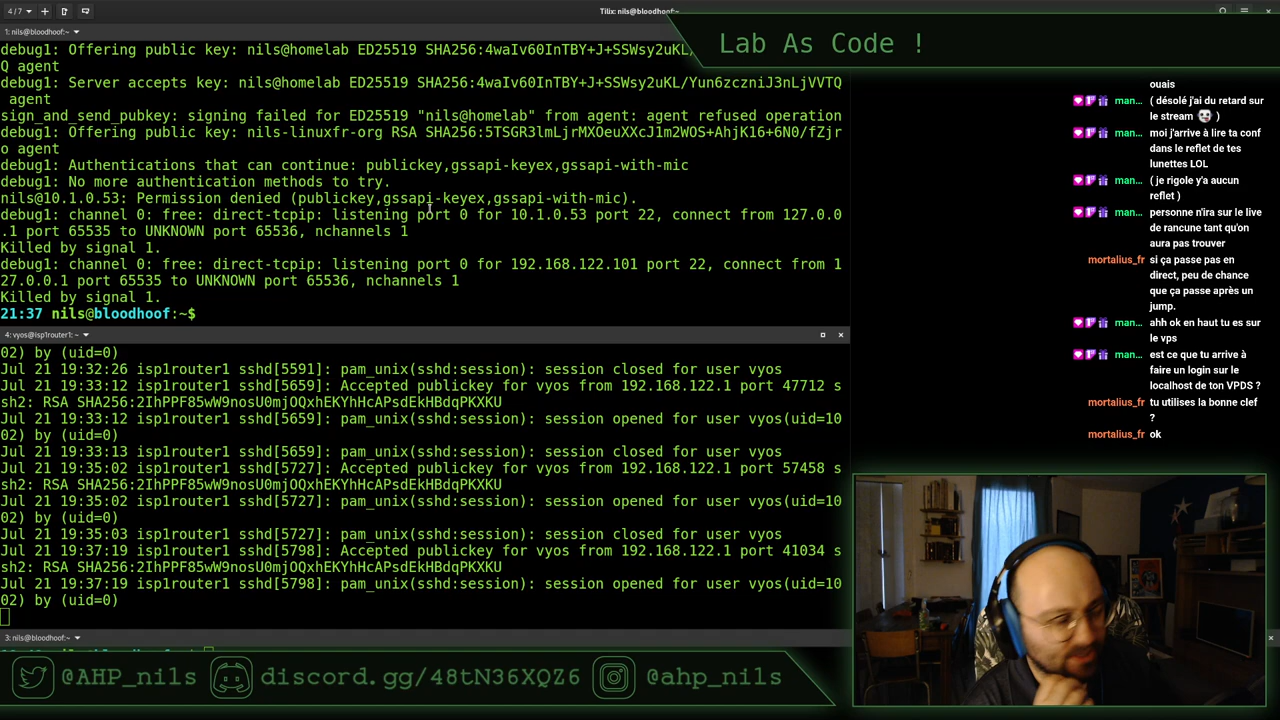 4 / 7
Tilix: nils@bloodhoof:~
Lab As Code !
1: nils@bloodhoof:~
debug1: Offering public key: nils@homelab ED25519 SHA256:4waIv60InTBY+J+SSWsy2uKL/
Q agent
debug1: Server accepts key: nils@homelab ED25519 SHA256:4waIv60InTBY+J+SSWsy2uKL/Yun6zczniJ3nLjVVTQ
agent
sign_and_send_pubkey: signing failed for ED25519 "nils@homelab" from agent: agent refused operation
debug1: Offering public key: nils-linuxfr-org RSA SHA256:5TSGR3lmLjrMXOeuXXcJ1m2WOS+AhjK16+6N0/fZjr
o agent
debug1: Authentications that can continue: publickey,gssapi-keyex,gssapi-with-mic
debug1: No more authentication methods to try.
nils@10.1.0.53: Permission denied (publickey,gssapi-keyex,gssapi-with-mic).
debug1: channel 0: free: direct-tcpip: listening port 0 for 10.1.0.53 port 22, connect from 127.0.0
.1 port 65535 to UNKNOWN port 65536, nchannels 1
Killed by signal 1.
debug1: channel 0: free: direct-tcpip: listening port 0 for 192.168.122.101 port 22, connect from 1
27.0.0.1 port 65535 to UNKNOWN port 65536, nchannels 1
Killed by signal 1.
21:37 nils@bloodhoof:~$
4: vyos@isp1router1: ~
02) by (uid=0)
Jul 21 19:32:26 isp1router1 sshd[5591]: pam_unix(sshd:session): session closed for user vyos
Jul 21 19:33:12 isp1router1 sshd[5659]: Accepted publickey for vyos from 192.168.122.1 port 47712 s
sh2: RSA SHA256:2IhPPF85wW9nosU0mjOQxhEKYhHcAPsdEkHBdqPKXKU
Jul 21 19:33:12 isp1router1 sshd[5659]: pam_unix(sshd:session): session opened for user vyos(uid=10
02) by (uid=0)
Jul 21 19:33:13 isp1router1 sshd[5659]: pam_unix(sshd:session): session closed for user vyos
Jul 21 19:35:02 isp1router1 sshd[5727]: Accepted publickey for vyos from 192.168.122.1 port 57458 s
sh2: RSA SHA256:2IhPPF85wW9nosU0mjOQxhEKYhHcAPsdEkHBdqPKXKU
Jul 21 19:35:02 isp1router1 sshd[5727]: pam_unix(sshd:session): session opened for user vyos(uid=10
02) by (uid=0)
Jul 21 19:35:03 isp1router1 sshd[5727]: pam_unix(sshd:session): session closed for user vyos
Jul 21 19:37:19 isp1router1 sshd[5798]: Accepted publickey for vyos from 192.168.122.1 port 41034 s
sh2: RSA SHA256:2IhPPF85wW9nosU0mjOQxhEKYhHcAPsdEkHBdqPKXKU
Jul 21 19:37:19 isp1router1 sshd[5798]: pam_unix(sshd:session): session opened for user vyos(uid=10
02) by (uid=0)
3: nils@bloodhoof:~
@AHP_nils
discord.gg/48tN36XQZ6
@ahp_nils
ouais
man... ( désolé j'ai du retard sur
le stream 💀 )
man... moi j'arrive à lire ta conf
dans le reflet de tes
lunettes LOL
man... ( je rigole y'a aucun
reflet )
man... personne n'ira sur le live
de rancune tant qu'on
aura pas trouver
mortalius_fr si ça passe pas en
direct, peu de chance
que ça passe après un
jump.
man... ahh ok en haut tu es sur
le vps
man... est ce que tu arrive à
faire un login sur le
localhost de ton VPDS ?
mortalius_fr tu utilises la bonne clef
?
mortalius_fr ok